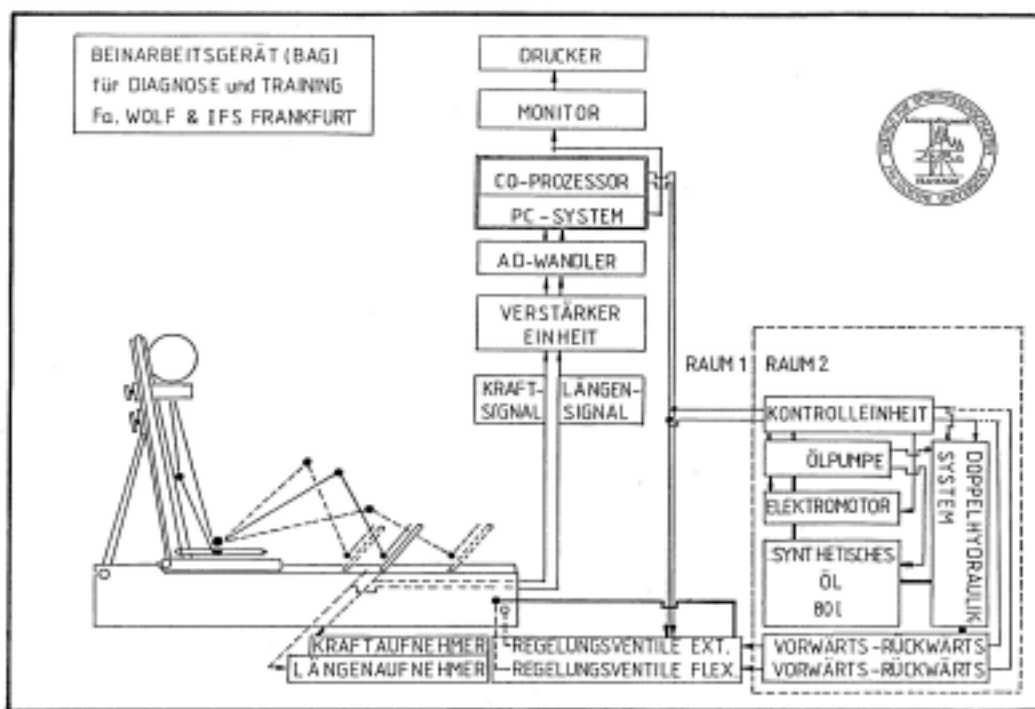 BEINARBEITSGERÄT (BAG)
für DIAGNOSE und TRAINING
Fa. WOLF & IFS FRANKFURT
DRUCKER
MONITOR
CO-PROZESSOR
PC-SYSTEM
AD-WANDLER
VERSTÄRKER
EINHEIT
KRAFT-
SIGNAL
LÄNGEN-
SIGNAL
RAUM 1
RAUM 2
KONTROLLEINHEIT
ÖLPUMPE
ELEKTROMOTOR
SYNTHETISCHES
ÖL
80 l
DOPPELHYDRAULIK
SYSTEM
KRAFTAUFNEHMER
LÄNGENAUFNEHMER
REGELUNGSVENTILE EXT.
REGELUNGSVENTILE FLEX.
VORWÄRTS-RÜCKWÄRTS
VORWÄRTS-RÜCKWÄRTS
FRANKFURT